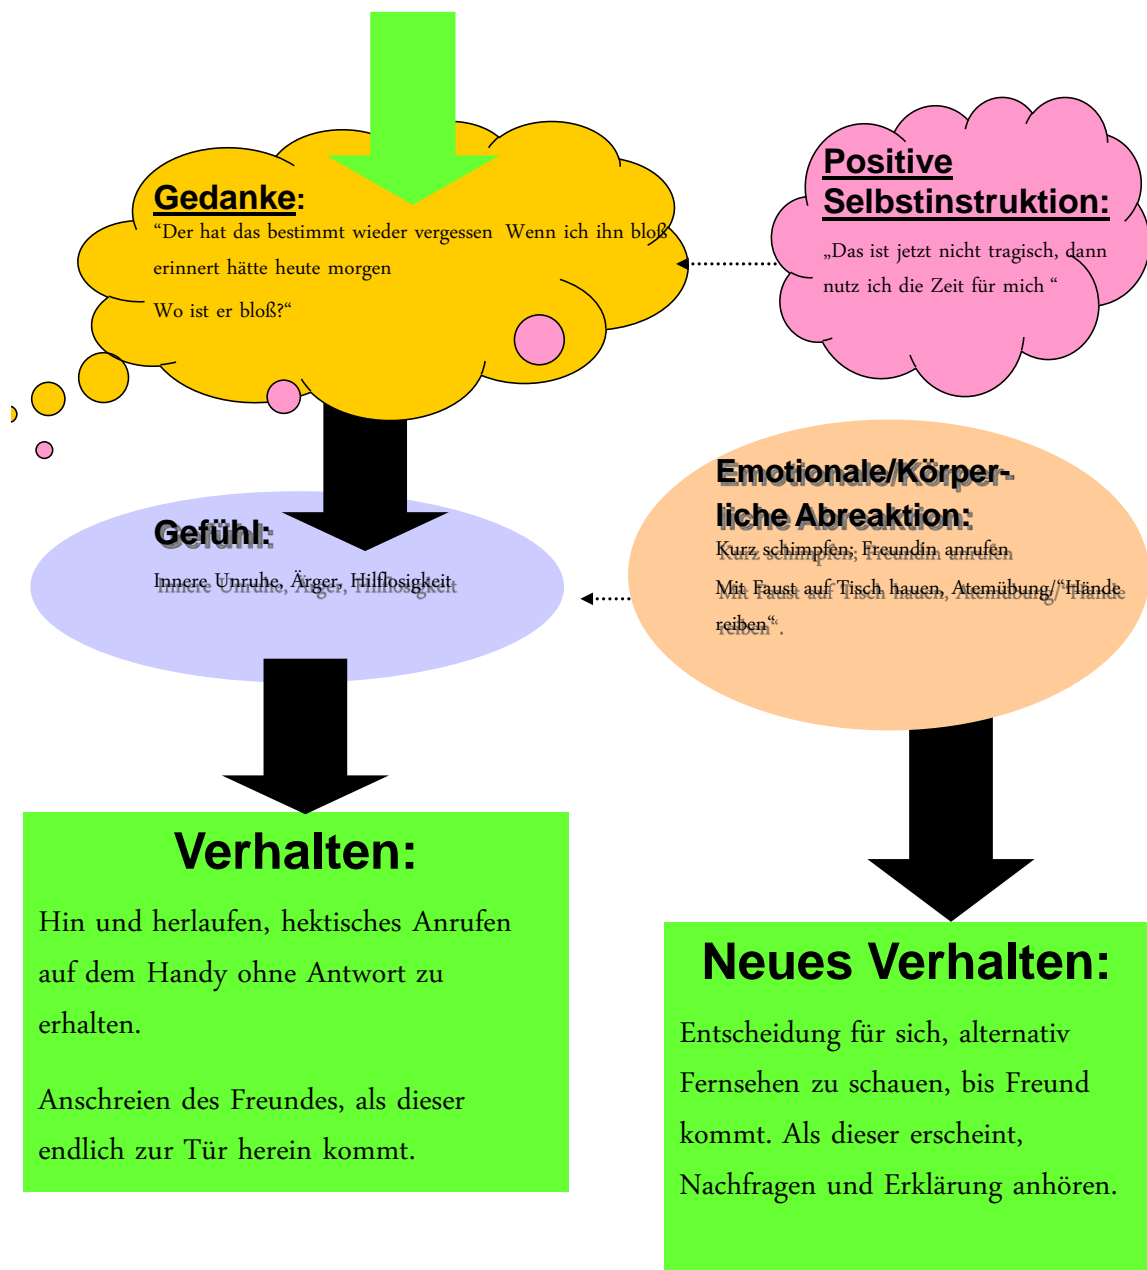 Gedanke:
“Der hat das bestimmt wieder vergessen Wenn ich ihn bloß
erinnert hätte heute morgen
Wo ist er bloß?“
Positive
Selbstinstruktion:
„Das ist jetzt nicht tragisch, dann
nutz ich die Zeit für mich “
Gefühl:
Innere Unruhe, Ärger, Hilflosigkeit
Emotionale/Körper-
liche Abreaktion:
Kurz schimpfen; Freundin anrufen
Mit Faust auf Tisch hauen, Atemübung/“Hände
reiben“.
Verhalten:
Hin und herlaufen, hektisches Anrufen
auf dem Handy ohne Antwort zu
erhalten.
Anschreien des Freundes, als dieser
endlich zur Tür herein kommt.
Neues Verhalten:
Entscheidung für sich, alternativ
Fernsehen zu schauen, bis Freund
kommt. Als dieser erscheint,
Nachfragen und Erklärung anhören.